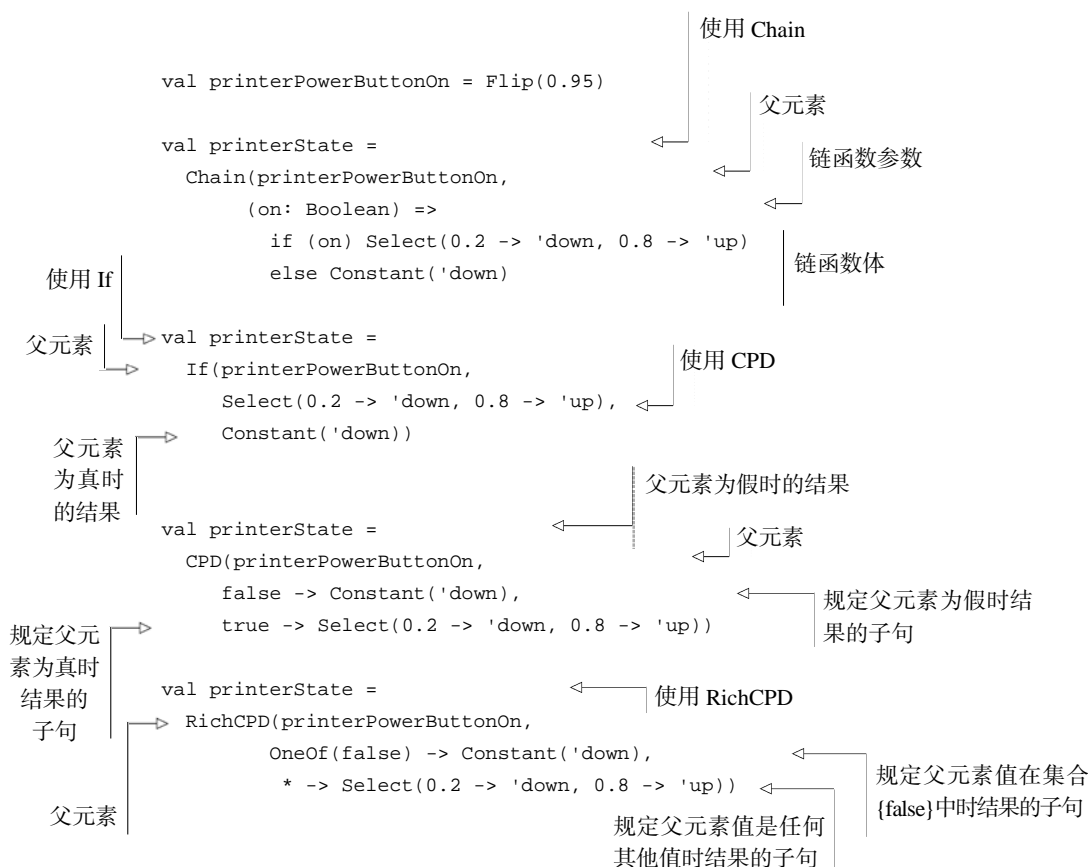 使用 Chain
val printerPowerButtonOn = Flip(0.95)
父元素
val printerState =
链函数参数
Chain(printerPowerButtonOn,
(on: Boolean) =>
if (on) Select(0.2 -> 'down, 0.8 -> 'up)
链函数体
else Constant('down)
使用 If
val printerState =
父元素
使用 CPD
If(printerPowerButtonOn,
Select(0.2 -> 'down, 0.8 -> 'up),
Constant('down))
父元素
为真时
的结果
父元素为假时的结果
val printerState =
父元素
CPD(printerPowerButtonOn,
false -> Constant('down),
规定父元素为假时结
果的子句
true -> Select(0.2 -> 'down, 0.8 -> 'up))
规定父元
素为真时
结果的
子句
val printerState =
使用 RichCPD
RichCPD(printerPowerButtonOn,
OneOf(false) -> Constant('down),
规定父元素值在集合
{false}中时结果的子句
* -> Select(0.2 -> 'down, 0.8 -> 'up))
父元素
规定父元素值是任何
其他值时结果的子句